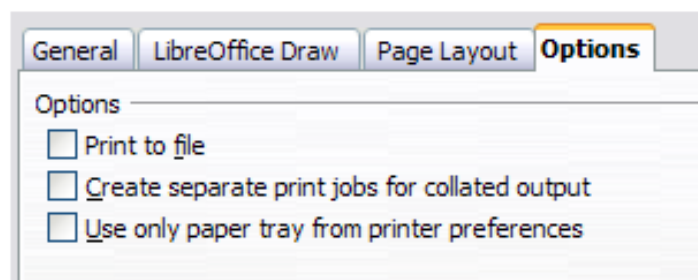 General LibreOffice Draw Page Layout Options
Options
Print to file
Create separate print jobs for collated output
Use only paper tray from printer preferences